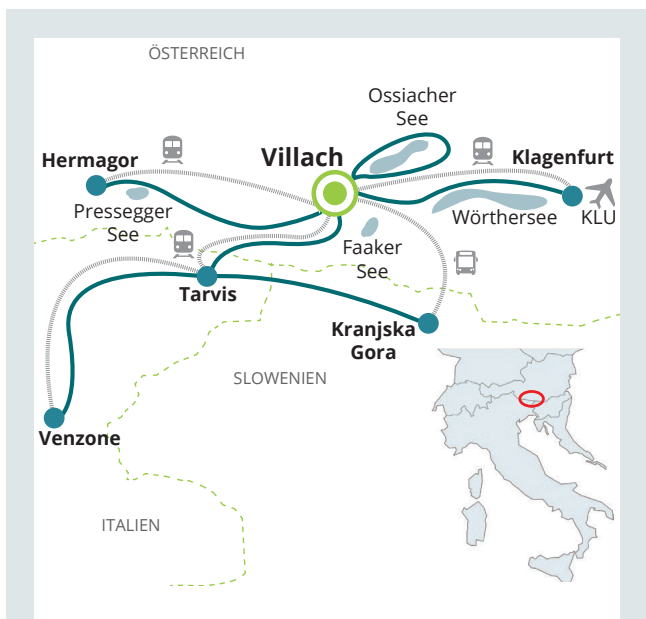 ÖSTERREICH
Ossiacher
See
Hermagor
Villach
Klagenfurt
Pressegger
See
Wörthersee
KLU
Faaker
See
Tarvis
Kranjska
Gora
SLOWENIEN
Venzone
ITALIEN